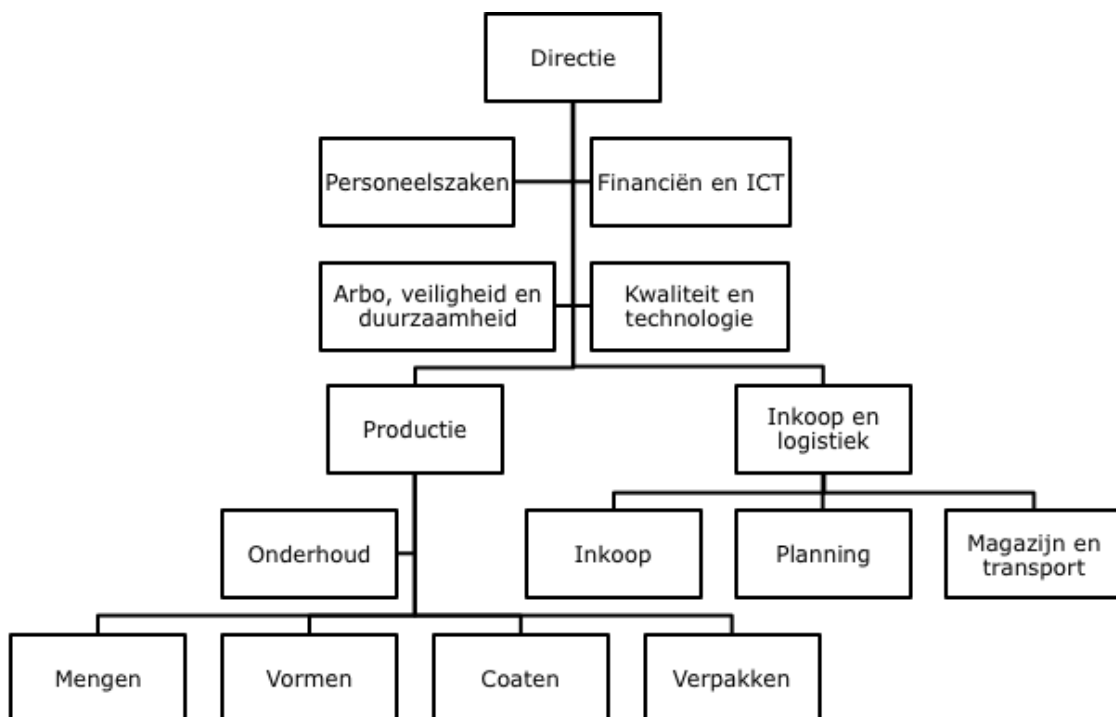 Directie
Personeelszaken
Financiën en ICT
Arbo, veiligheid en
duurzaamheid
Kwaliteit en
technologie
Productie
Inkoop en
logistiek
Onderhoud
Inkoop
Planning
Magazijn en
transport
Mengen
Vormen
Coaten
Verpakken